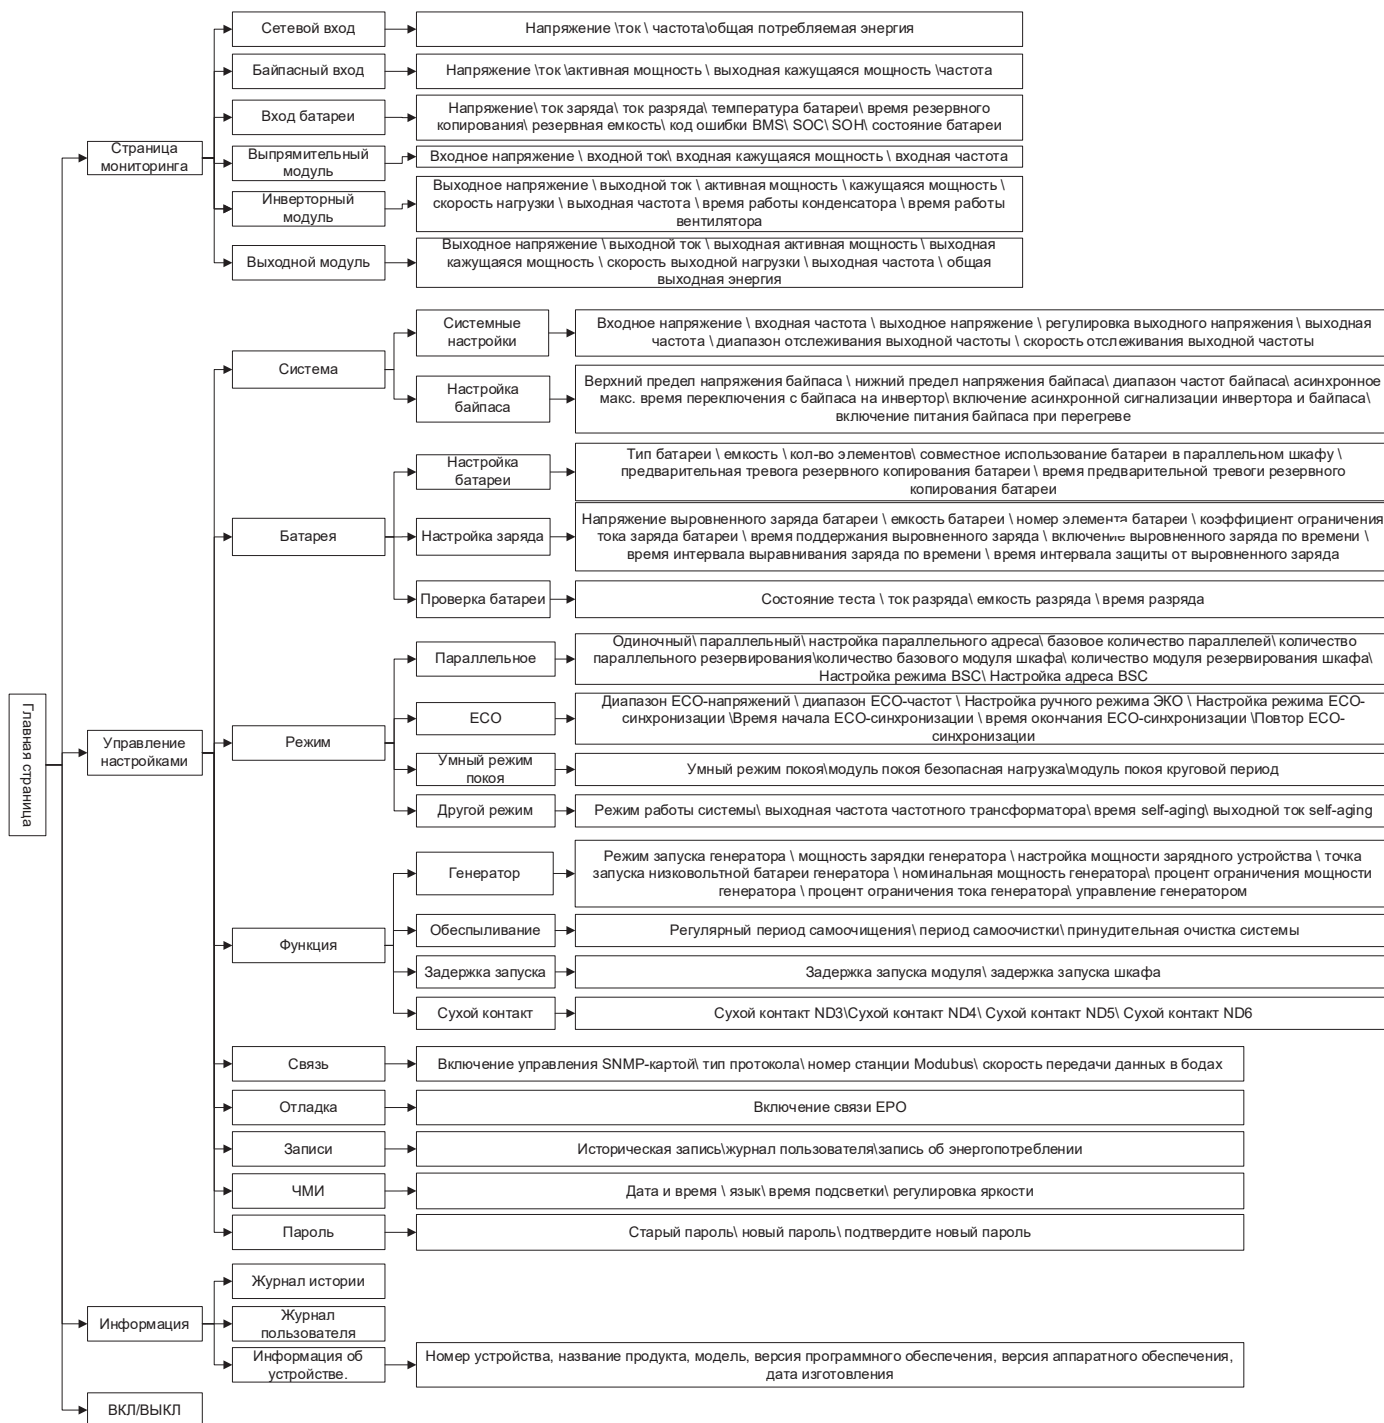 Сетевой вход
Напряжение \ток \ частота\общая потребляемая энергия
Байпасный вход
Напряжение \ток \активная мощность \ выходная кажущаяся мощность \частота
Вход батареи
Напряжение\ ток заряда\ ток разряда\ температура батареи\ время резервного
копирования\ резервная емкость\ код ошибки BMS\ SOC\ SOH\ состояние батареи
Страница
мониторинга
Выпрямительный
модуль
Входное напряжение \ входной ток\ входная кажущаяся мощность \ входная частота
Инверторный
модуль
Выходное напряжение \ выходной ток \ активная мощность \ кажущаяся мощность \
скорость нагрузки \ выходная частота \ время работы конденсатора \ время работы
вентилятора
Выходной модуль
Выходное напряжение \ выходной ток \ выходная активная мощность \ выходная
кажущаяся мощность \ скорость выходной нагрузки \ выходная частота \ общая
выходная энергия
Система
Системные
настройки
Входное напряжение \ входная частота \ выходное напряжение \ регулировка выходного напряжения \ выходная
частота \ диапазон отслеживания выходной частоты \ скорость отслеживания выходной частоты
Настройка
байпаса
Верхний предел напряжения байпаса \ нижний предел напряжения байпаса\ диапазон частот байпаса\ асинхронное
макс. время переключения с байпаса на инвертор\ включение асинхронной сигнализации инвертора и байпаса\
включение питания байпаса при перегреве
Батарея
Настройка
батареи
Тип батареи \ емкость \ кол-во элементов\ совместное использование батареи в параллельном шкафу \
предварительная тревога резервного копирования батареи \ время предварительной тревоги резервного
копирования батареи
Настройка заряда
Напряжение выровненного заряда батареи \ емкость батареи \ номер элемента батареи \ коэффициент ограничения
тока заряда батареи \ время поддержания выровненного заряда \ включение выровненного заряда по времени \
время интервала выравнивания заряда по времени \ время интервала защиты от выровненного заряда
Проверка батареи
Состояние теста \ ток разряда\ емкость разряда \ время разряда
Главная страница
Управление
настройками
Режим
Параллельное
Одиночный\ параллельный\ настройка параллельного адреса\ базовое количество параллелей\ количество
параллельного резервирования\количество базового модуля шкафа\ количество модуля резервирования шкафа\
Настройка режима BSC\ Настройка адреса BSC
ECO
Диапазон ECO-напряжений \ диапазон ECO-частот \ Настройка ручного режима ЭКО \ Настройка режима ECO-
синхронизации \Время начала ECO-синхронизации \ время окончания ECO-синхронизации \Повтор ECO-
синхронизации
Умный режим
покоя
Умный режим покоя\модуль покоя безопасная нагрузка\модуль покоя круговой период
Другой режим
Режим работы системы\ выходная частота частотного трансформатора\ время self-aging\ выходной ток self-aging
Функция
Генератор
Режим запуска генератора \ мощность зарядки генератора \ настройка мощности зарядного устройства \ точка
запуска низковольтной батареи генератора \ номинальная мощность генератора\ процент ограничения мощности
генератора \ процент ограничения тока генератора\ управление генератором
Обеспыливание
Регулярный период самоочищения\ период самоочистки\ принудительная очистка системы
Задержка запуска
Задержка запуска модуля\ задержка запуска шкафа
Сухой контакт
Сухой контакт ND3\Сухой контакт ND4\ Сухой контакт ND5\ Сухой контакт ND6
Связь
Включение управления SNMP-картой\ тип протокола\ номер станции Modubus\ скорость передачи данных в бодах
Отладка
Включение связи EPO
Записи
Историческая запись\журнал пользователя\запись об энергопотреблении
ЧМИ
Дата и время \ язык\ время подсветки\ регулировка яркости
Пароль
Старый пароль\ новый пароль\ подтвердите новый пароль
Информация
Журнал истории
Журнал
пользователя
Информация об
устройстве.
Номер устройства, название продукта, модель, версия программного обеспечения, версия аппаратного обеспечения,
дата изготовления
ВКЛ/ВЫКЛ